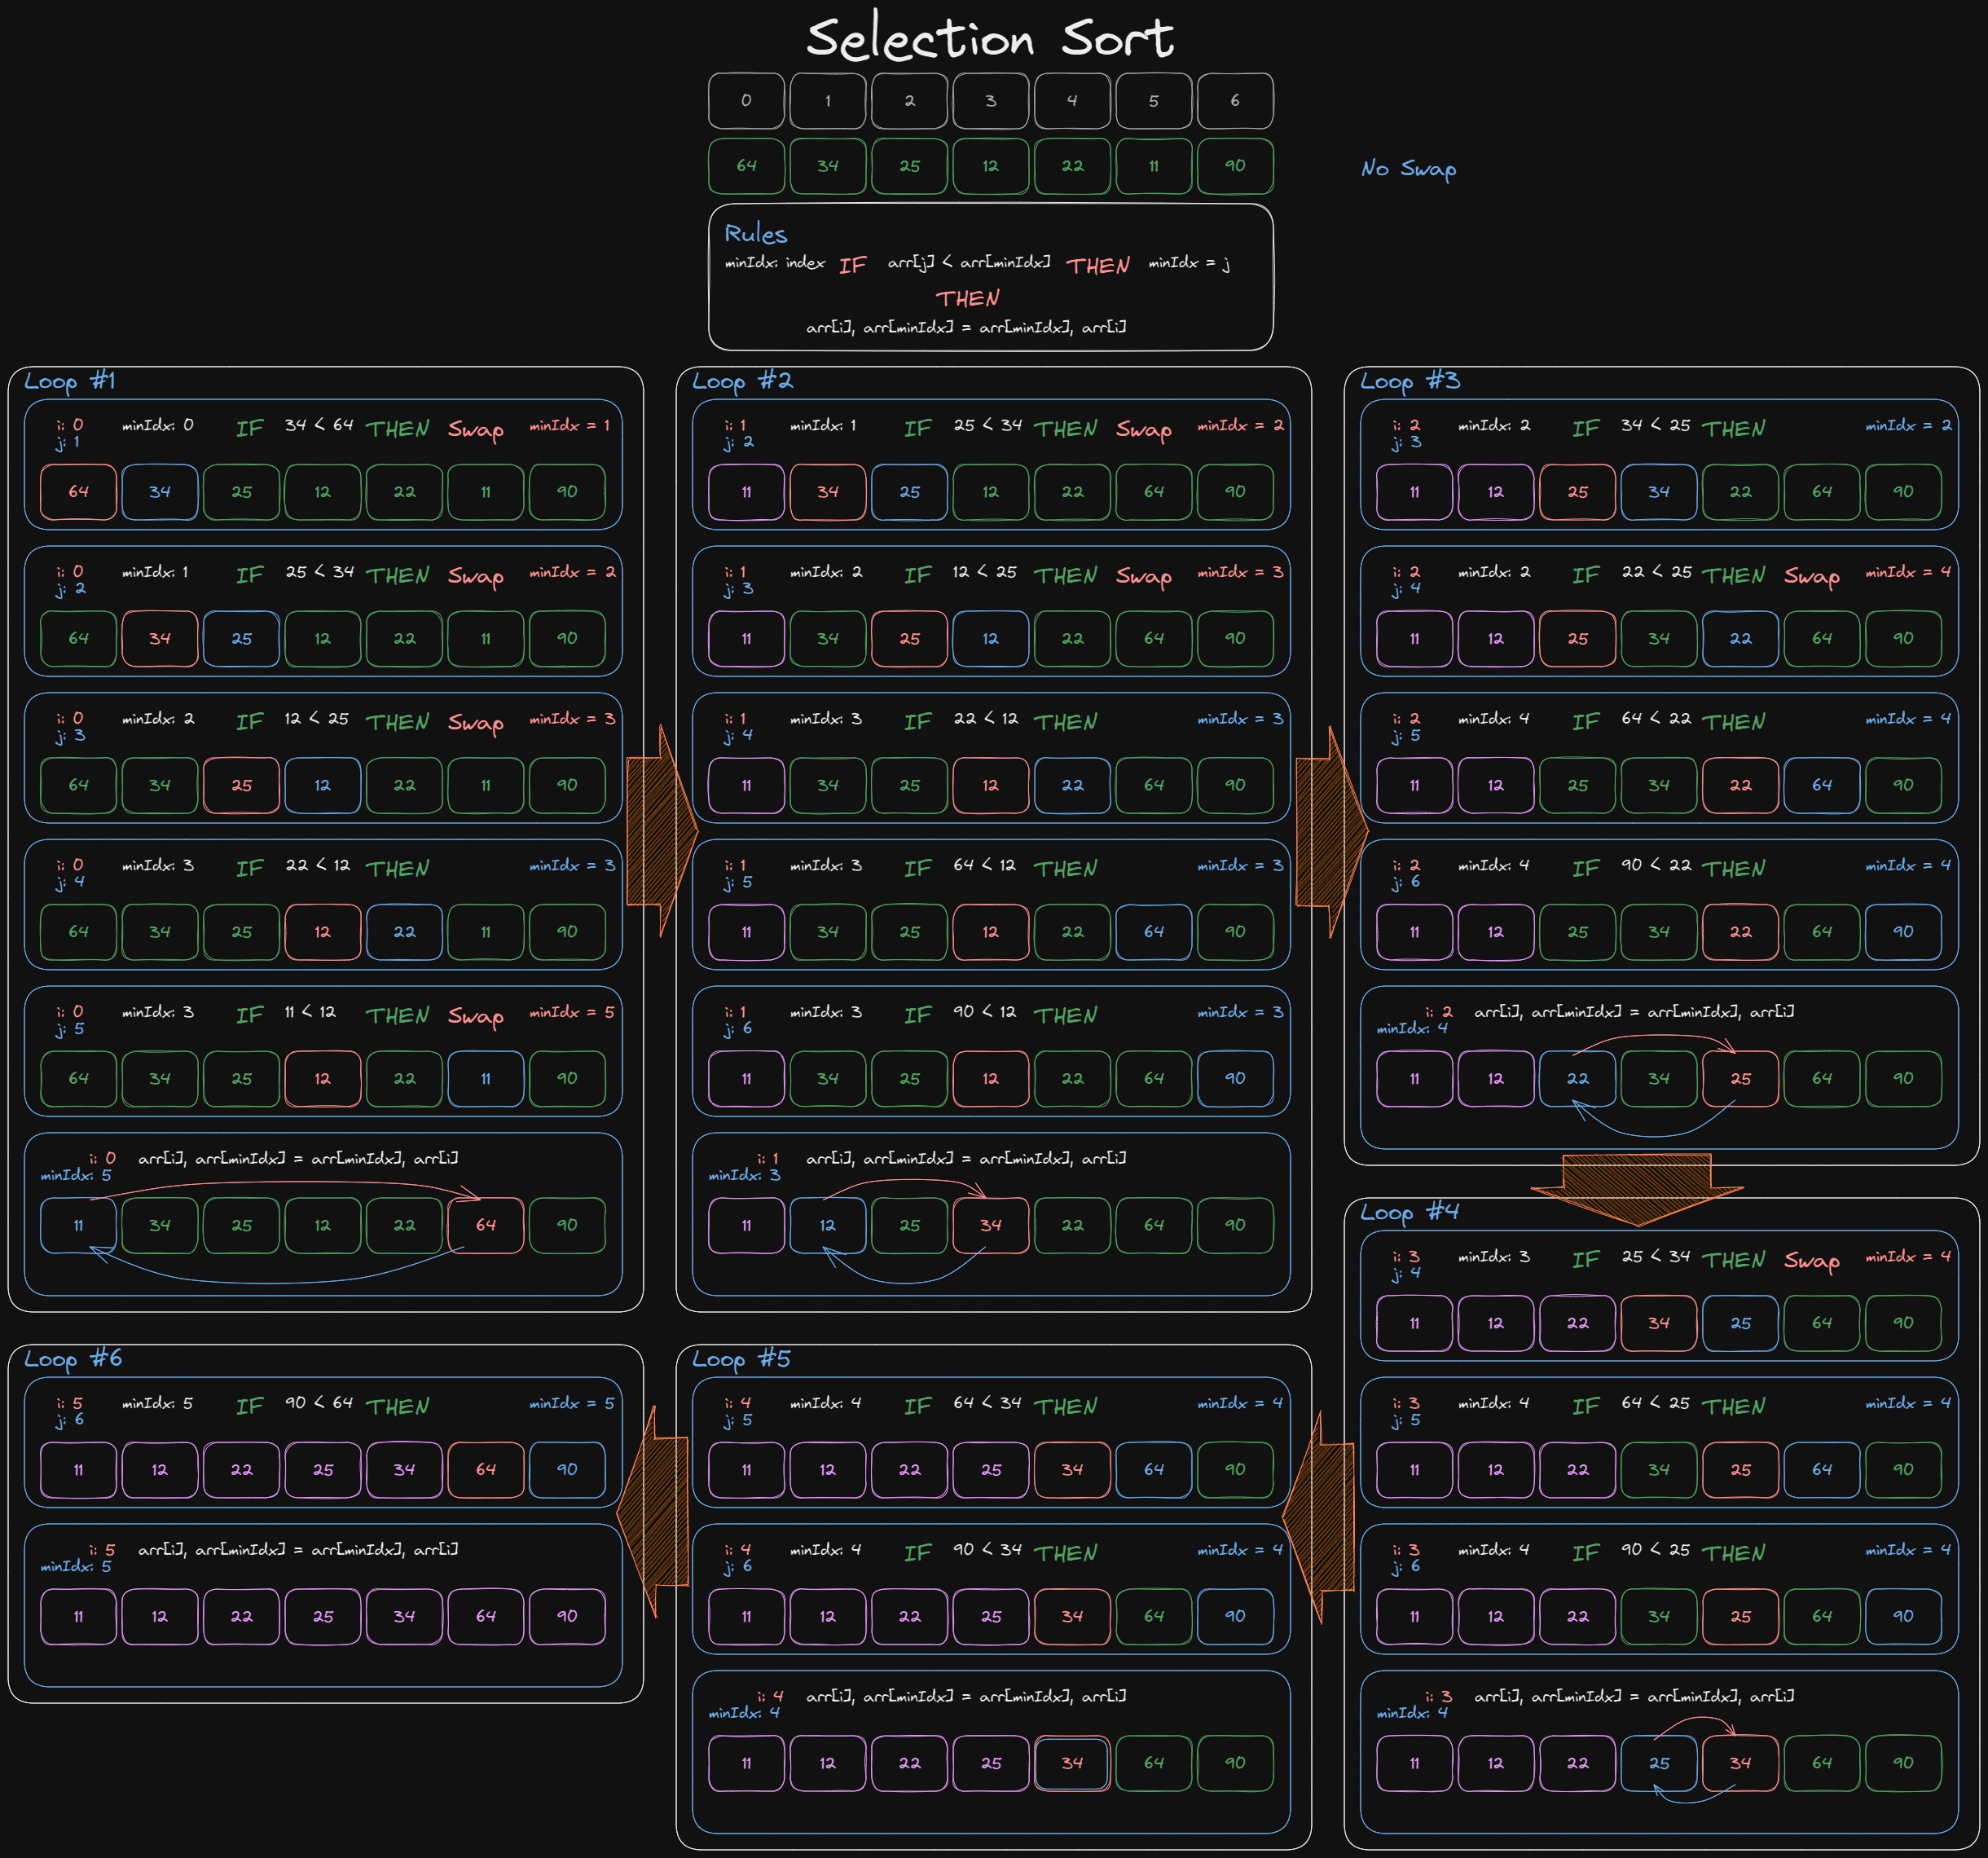 Selection Sort
0 1 2 3 4 5 6
64 34 25 12 22 11 90
No Swap
Rules
minIdx: index IF arr[j] < arr[minIdx] THEN minIdx = j
THEN
arr[i], arr[minIdx] = arr[minIdx], arr[i]
Loop #1
i: 0 minIdx: 0 IF 34 < 64 THEN Swap minIdx = 1
j: 1
64 34 25 12 22 11 90
i: 0 minIdx: 1 IF 25 < 34 THEN Swap minIdx = 2
j: 2
64 34 25 12 22 11 90
i: 0 minIdx: 2 IF 12 < 25 THEN Swap minIdx = 3
j: 3
64 34 25 12 22 11 90
i: 0 minIdx: 3 IF 22 < 12 THEN minIdx = 3
j: 4
64 34 25 12 22 11 90
i: 0 minIdx: 3 IF 11 < 12 THEN Swap minIdx = 5
j: 5
64 34 25 12 22 11 90
i: 0 arr[i], arr[minIdx] = arr[minIdx], arr[i]
minIdx: 5
11 34 25 12 22 64 90
Loop #2
i: 1 minIdx: 1 IF 25 < 34 THEN Swap minIdx = 2
j: 2
11 34 25 12 22 64 90
i: 1 minIdx: 2 IF 12 < 25 THEN Swap minIdx = 3
j: 3
11 34 25 12 22 64 90
i: 1 minIdx: 3 IF 22 < 12 THEN minIdx = 3
j: 4
11 34 25 12 22 64 90
i: 1 minIdx: 3 IF 64 < 12 THEN minIdx = 3
j: 5
11 34 25 12 22 64 90
i: 1 minIdx: 3 IF 90 < 12 THEN minIdx = 3
j: 6
11 34 25 12 22 64 90
i: 1 arr[i], arr[minIdx] = arr[minIdx], arr[i]
minIdx: 3
11 12 25 34 22 64 90
Loop #3
i: 2 minIdx: 2 IF 34 < 25 THEN minIdx = 2
j: 3
11 12 25 34 22 64 90
i: 2 minIdx: 2 IF 22 < 25 THEN Swap minIdx = 4
j: 4
11 12 25 34 22 64 90
i: 2 minIdx: 4 IF 64 < 22 THEN minIdx = 4
j: 5
11 12 25 34 22 64 90
i: 2 minIdx: 4 IF 90 < 22 THEN minIdx = 4
j: 6
11 12 25 34 22 64 90
i: 2 arr[i], arr[minIdx] = arr[minIdx], arr[i]
minIdx: 4
11 12 22 34 25 64 90
Loop #4
i: 3 minIdx: 3 IF 25 < 34 THEN Swap minIdx = 4
j: 4
11 12 22 34 25 64 90
i: 3 minIdx: 4 IF 64 < 25 THEN minIdx = 4
j: 5
11 12 22 34 25 64 90
i: 3 minIdx: 4 IF 90 < 25 THEN minIdx = 4
j: 6
11 12 22 34 25 64 90
i: 3 arr[i], arr[minIdx] = arr[minIdx], arr[i]
minIdx: 4
11 12 22 25 34 64 90
Loop #5
i: 4 minIdx: 4 IF 64 < 34 THEN minIdx = 4
j: 5
11 12 22 25 34 64 90
i: 4 minIdx: 4 IF 90 < 34 THEN minIdx = 4
j: 6
11 12 22 25 34 64 90
i: 4 arr[i], arr[minIdx] = arr[minIdx], arr[i]
minIdx: 4
11 12 22 25 34 64 90
Loop #6
i: 5 minIdx: 5 IF 90 < 64 THEN minIdx = 5
j: 6
11 12 22 25 34 64 90
i: 5 arr[i], arr[minIdx] = arr[minIdx], arr[i]
minIdx: 5
11 12 22 25 34 64 90